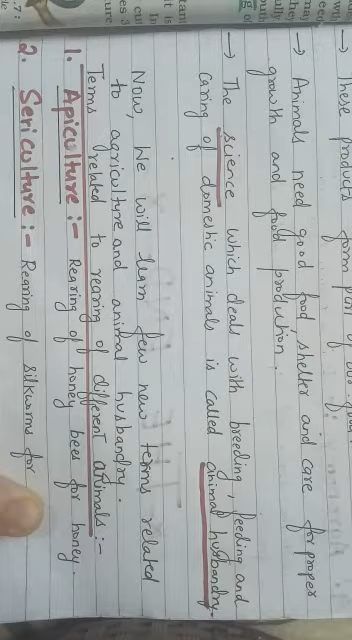 → These products form part of our
→ Animals need good food, shelter and care for proper
growth and food production.
→ The science which deals with breeding, feeding and
caring of domestic animals is called animal husbandry.
Now, We will learn few new terms related
to agriculture and animal husbandry.
Terms related to rearing of different animals :-
1. Apiculture :- Rearing of honey bees for honey.
2. Sericulture :- Rearing of silkworms for